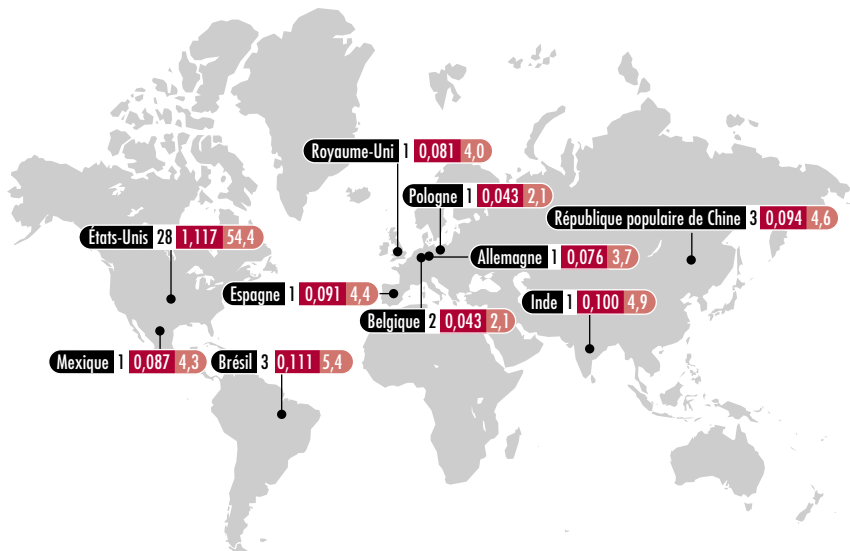 Royaume-Uni 1 0,081 4,0
Pologne 1 0,043 2,1
République populaire de Chine 3 0,094 4,6
États-Unis 28 1,117 54,4
Allemagne 1 0,076 3,7
Espagne 1 0,091 4,4
Inde 1 0,100 4,9
Belgique 2 0,043 2,1
Mexique 1 0,087 4,3
Brésil 3 0,111 5,4